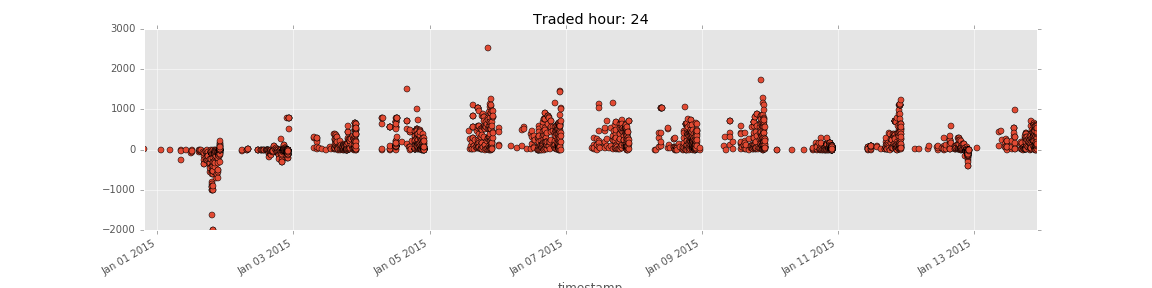 Traded hour: 24
3000
2000
1000
0
−1000
−2000
Jan 01 2015
Jan 03 2015
Jan 05 2015
Jan 07 2015
Jan 09 2015
Jan 11 2015
Jan 13 2015
timestamp